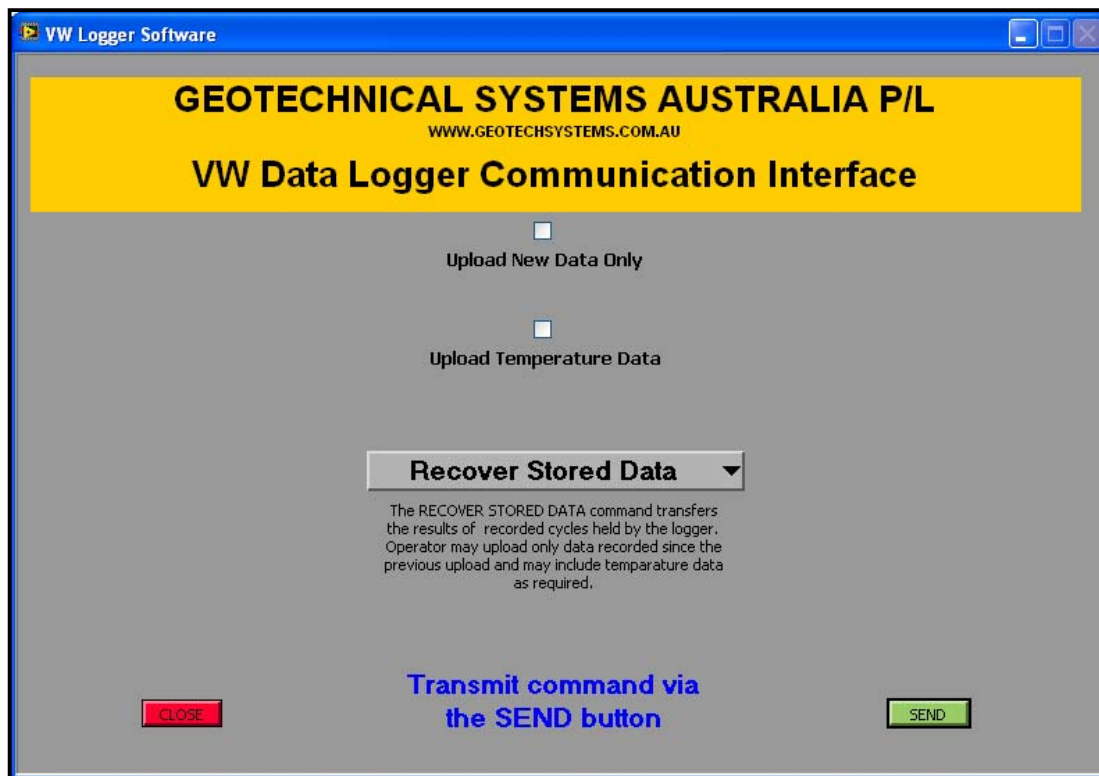 VW Logger Software
GEOTECHNICAL SYSTEMS AUSTRALIA P/L
WWW.GEOTECHSYSTEMS.COM.AU
VW Data Logger Communication Interface
Upload New Data Only
Upload Temperature Data
Recover Stored Data
The RECOVER STORED DATA command transfers
the results of recorded cycles held by the logger.
Operator may upload only data recorded since the
previous upload and may include temparature data
as required.
Transmit command via
the SEND button
CLOSE
SEND